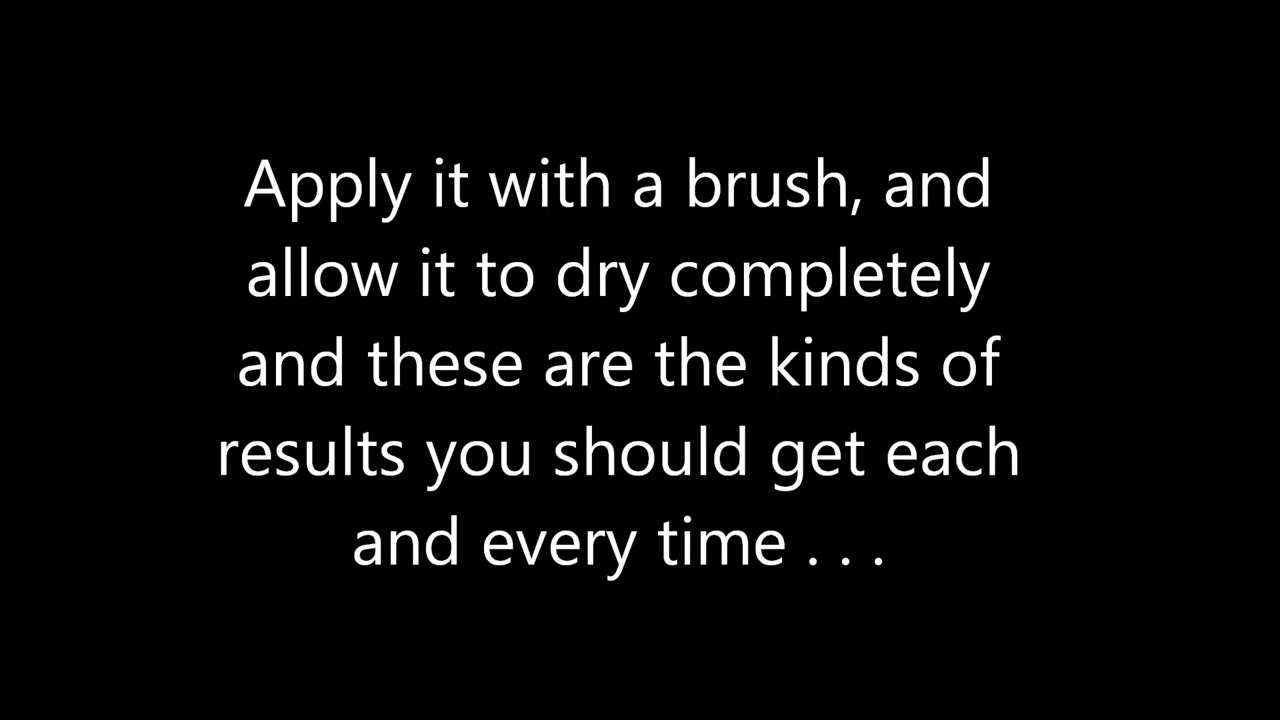 Apply it with a brush, and
allow it to dry completely
and these are the kinds of
results you should get each
and every time . . .